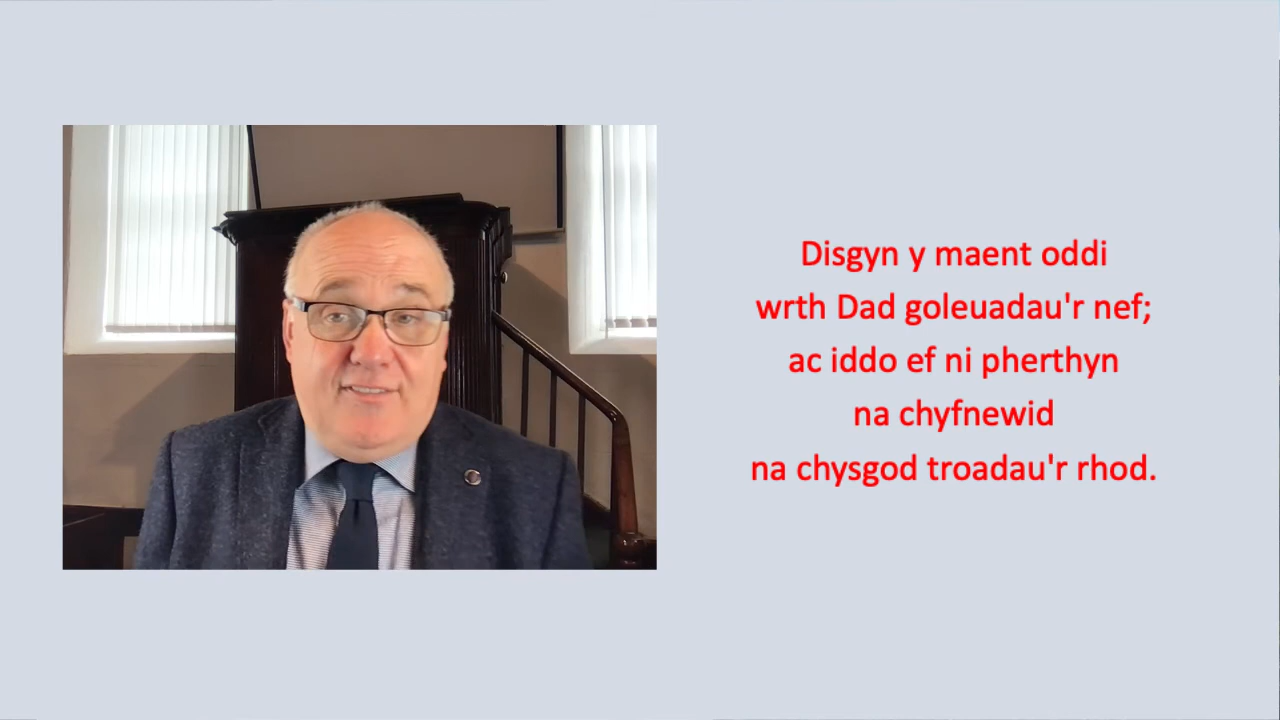 Disgyn y maent oddi
wrth Dad goleuadau'r nef;
ac iddo ef ni pherthyn
na chyfnewid
na chysgod troadau'r rhod.